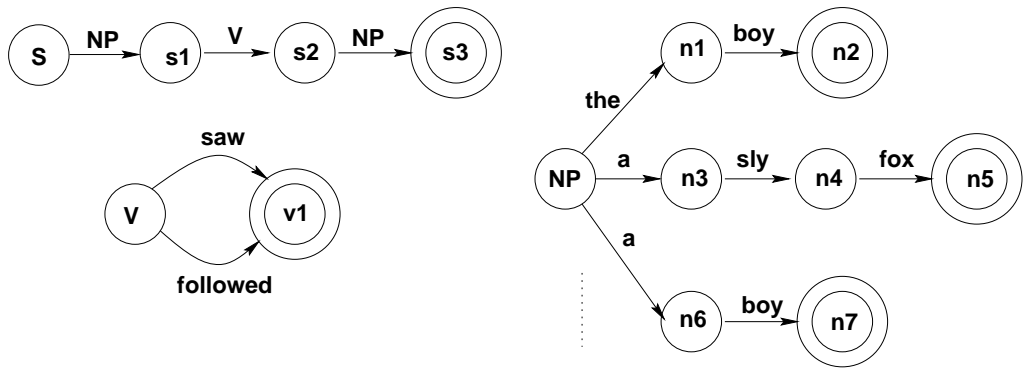 S NP s1 V s2 NP s3
saw
V v1
followed
the n1 boy n2
NP a n3 sly n4 fox n5
a n6 boy n7